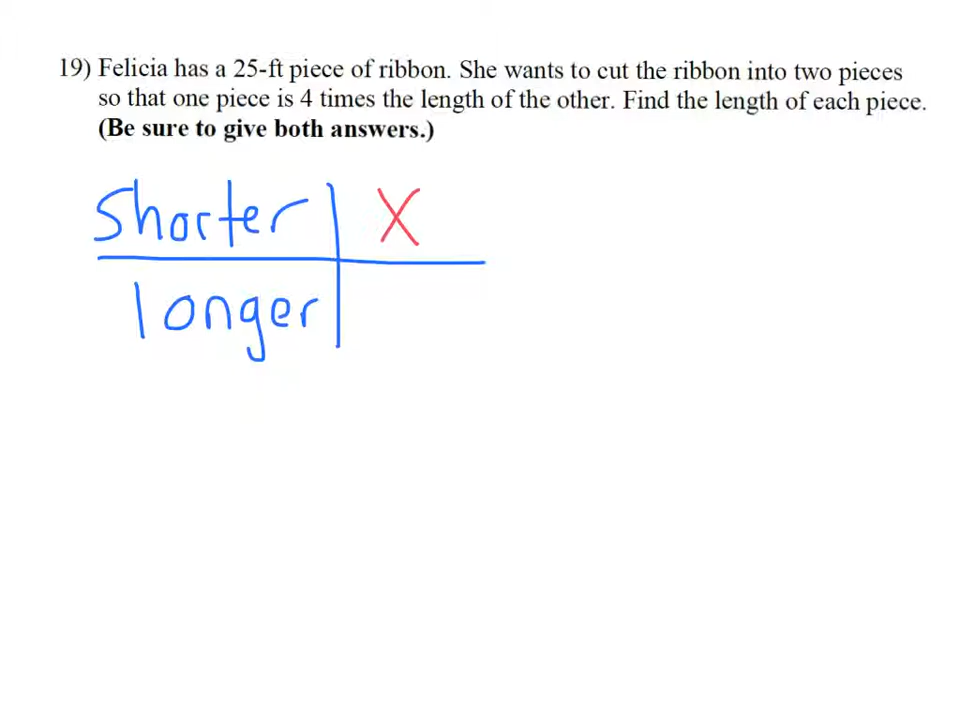 19) Felicia has a 25-ft piece of ribbon. She wants to cut the ribbon into two pieces
so that one piece is 4 times the length of the other. Find the length of each piece.
(Be sure to give both answers.)
Shorter X
longer